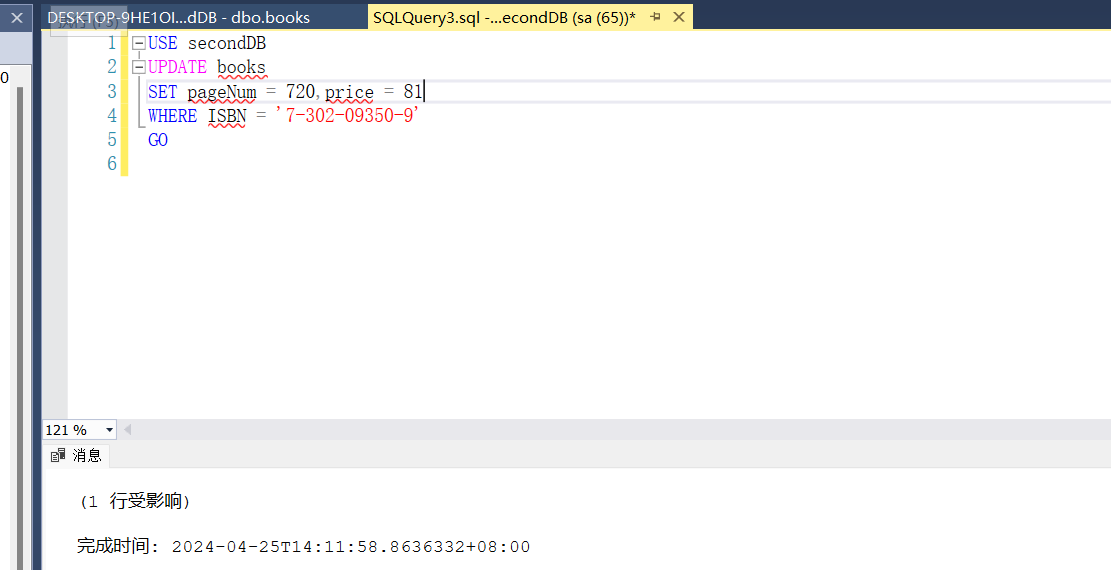 DESKTOP-9HE1OI...dDB - dbo.books
SQLQuery3.sql -...econdDB (sa (65))*
0
1 USE secondDB
2 UPDATE books
3 SET pageNum = 720,price = 81
4 WHERE ISBN = '7-302-09350-9'
5 GO
6
121 %
消息
(1 行受影响)
完成时间: 2024-04-25T14:11:58.8636332+08:00